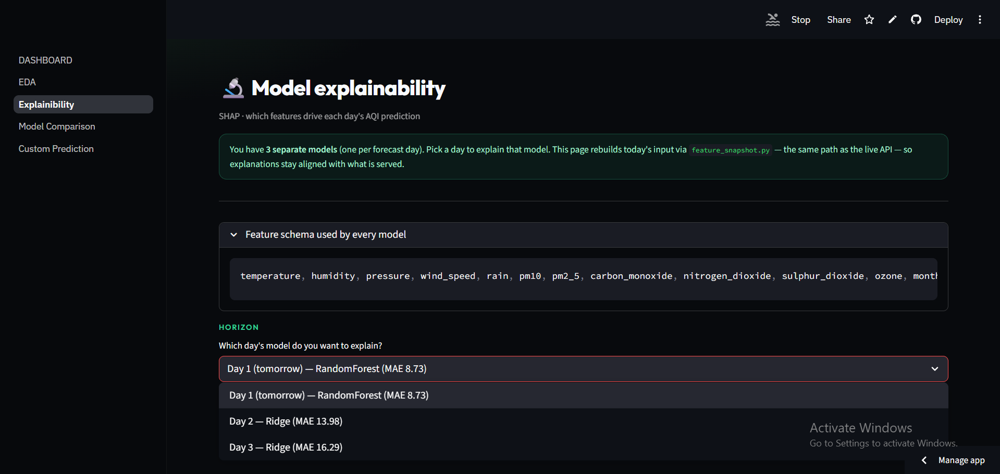 Stop Share Deploy
DASHBOARD
EDA
Explainibility
Model Comparison
Custom Prediction
Model explainability
SHAP · which features drive each day's AQI prediction
You have 3 separate models (one per forecast day). Pick a day to explain that model. This page rebuilds today's input via feature_snapshot.py — the same path as the live API — so
explanations stay aligned with what is served.
Feature schema used by every model
temperature, humidity, pressure, wind_speed, rain, pm10, pm2_5, carbon_monoxide, nitrogen_dioxide, sulphur_dioxide, ozone, month
HORIZON
Which day's model do you want to explain?
Day 1 (tomorrow) — RandomForest (MAE 8.73)
Day 1 (tomorrow) — RandomForest (MAE 8.73)
Day 2 — Ridge (MAE 13.98)
Day 3 — Ridge (MAE 16.29)
Activate Windows
Go to Settings to activate Windows.
Manage app